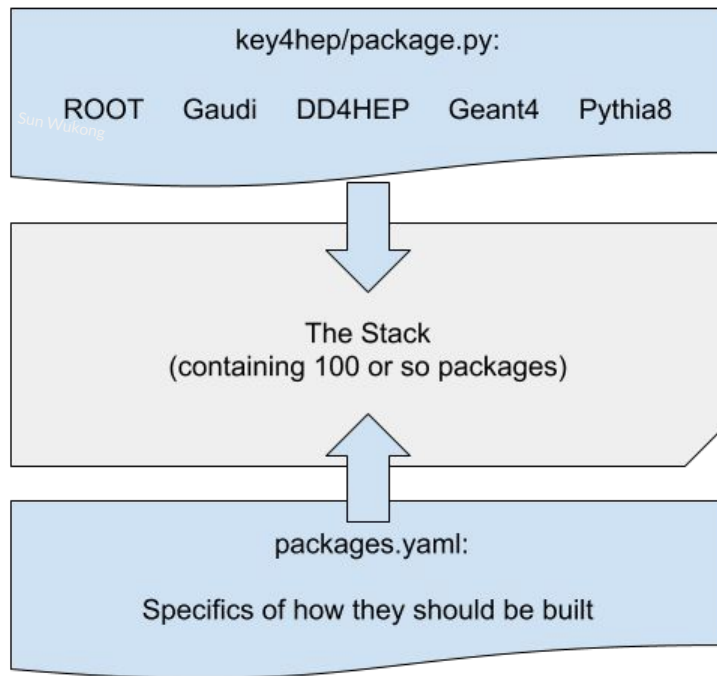 key4hep/package.py:
ROOT Gaudi DD4HEP Geant4 Pythia8
Sun Wukong
The Stack
(containing 100 or so packages)
packages.yaml:
Specifics of how they should be built